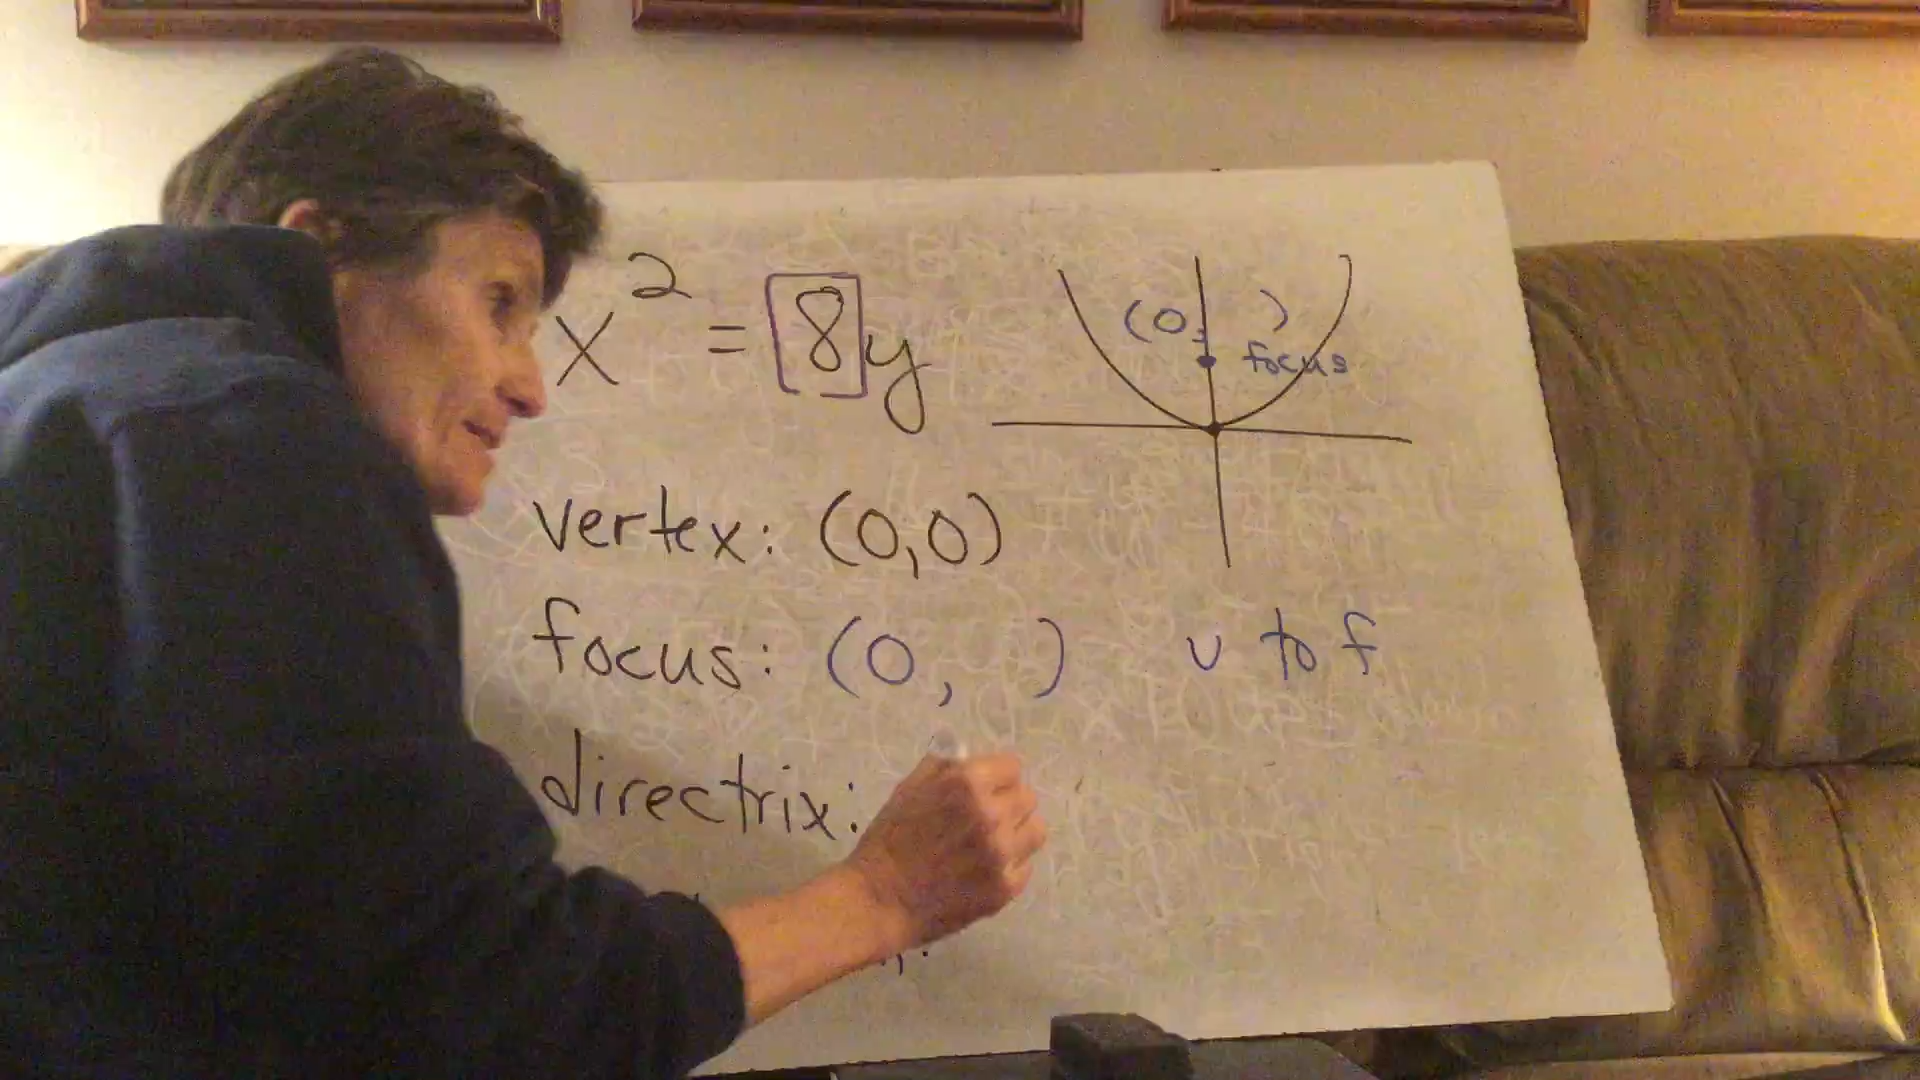 x² = 8y
(0, )
focus
vertex: (0,0)
focus: (0, ) v to f
directrix: